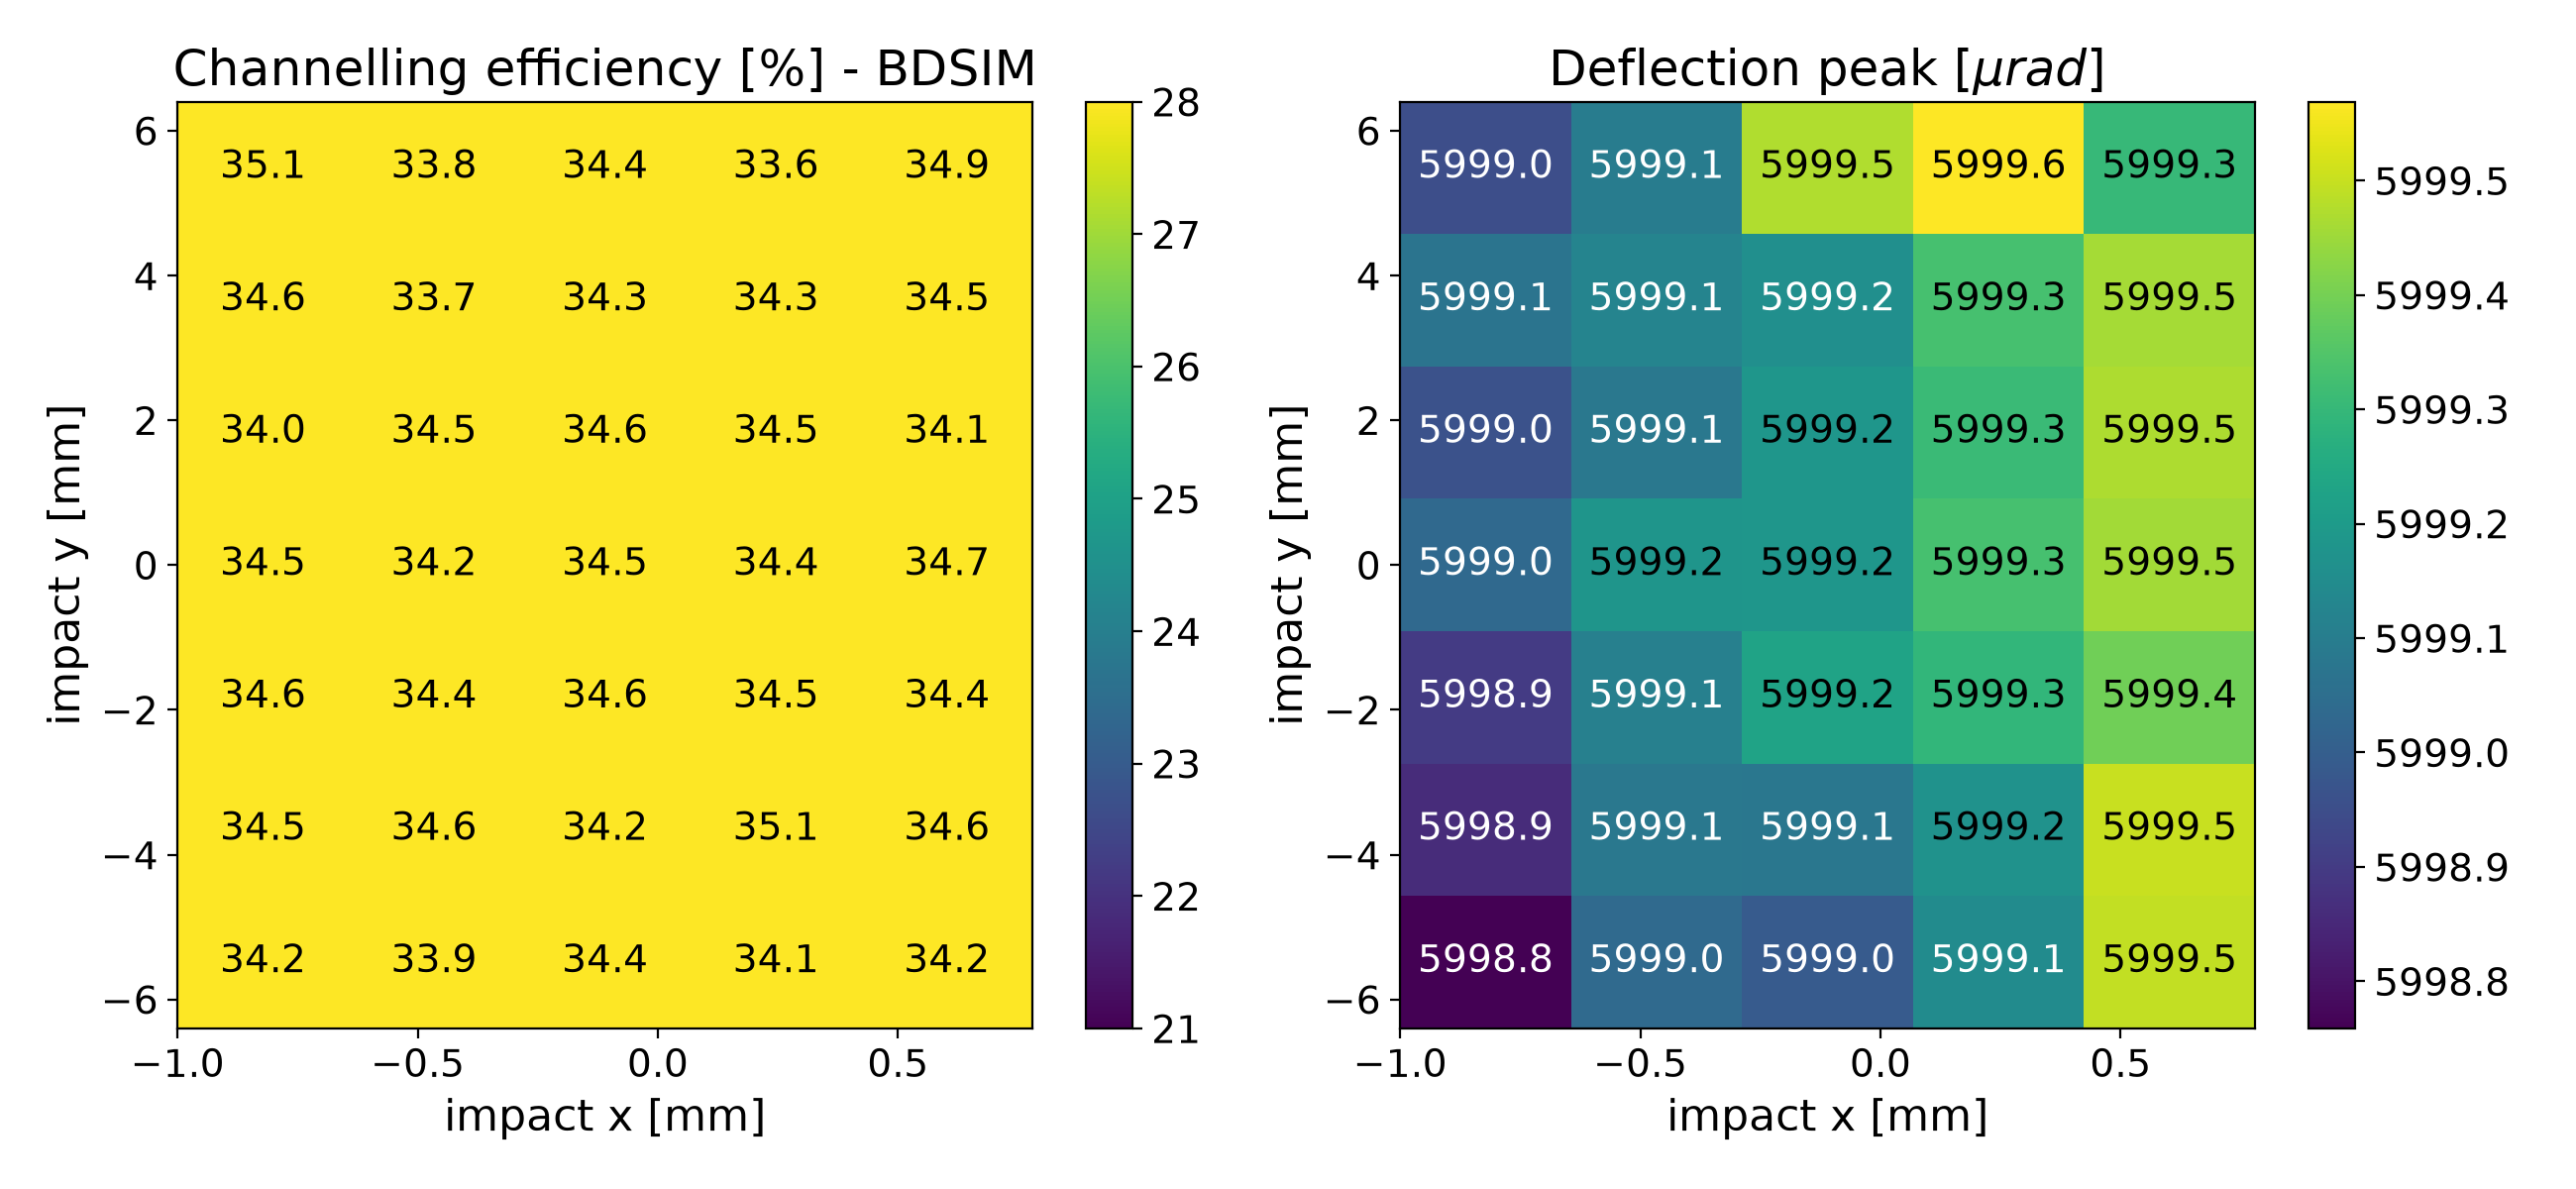 Channelling efficiency [%] - BDSIM
35.1 33.8 34.4 33.6 34.9
34.6 33.7 34.3 34.3 34.5
34.0 34.5 34.6 34.5 34.1
34.5 34.2 34.5 34.4 34.7
34.6 34.4 34.6 34.5 34.4
34.5 34.6 34.2 35.1 34.6
34.2 33.9 34.4 34.1 34.2
6
4
2
0
−2
−4
−6
impact y [mm]
−1.0 −0.5 0.0 0.5
impact x [mm]
28
27
26
25
24
23
22
21
Deflection peak [μrad]
5999.0 5999.1 5999.5 5999.6 5999.3
5999.1 5999.1 5999.2 5999.3 5999.5
5999.0 5999.1 5999.2 5999.3 5999.5
5999.0 5999.2 5999.2 5999.3 5999.5
5998.9 5999.1 5999.2 5999.3 5999.4
5998.9 5999.1 5999.1 5999.2 5999.5
5998.8 5999.0 5999.0 5999.1 5999.5
6
4
2
0
−2
−4
−6
impact y [mm]
−1.0 −0.5 0.0 0.5
impact x [mm]
5999.5
5999.4
5999.3
5999.2
5999.1
5999.0
5998.9
5998.8